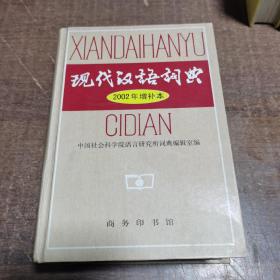 XIANDAIHANYU
现代汉语词典
2002年增补本
CIDIAN
中国社会科学院语言研究所词典编辑室编
商务印书馆